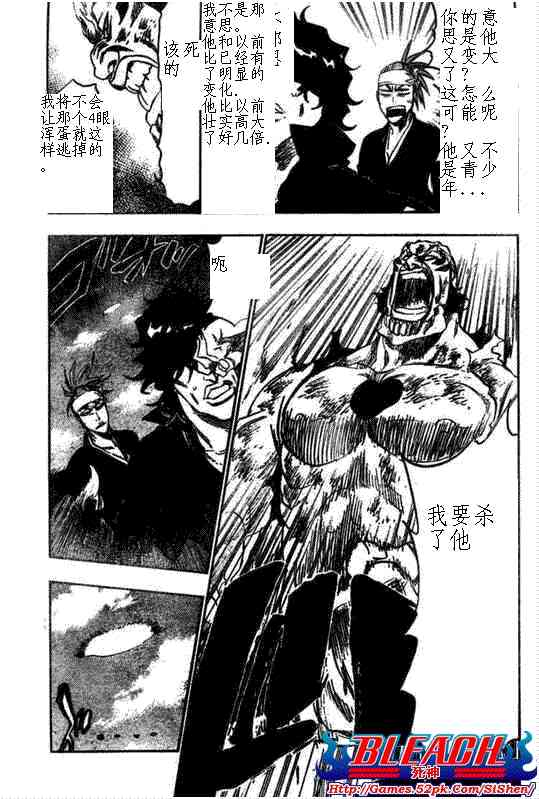 意他大
的是变么呢
思?怎
又了能
你这可
?又不
他青少
是年...
那是。
前有的
不以经
思和已显
我意他明
比了化。
变比以前
他实高大
壮好几倍
了
死
该的
我将不会
让那个4眼
浑蛋就这
样逃掉的
。
呃
我要杀
了他
BLEACH
死神
Http://Games.52pk.com/SiShen/